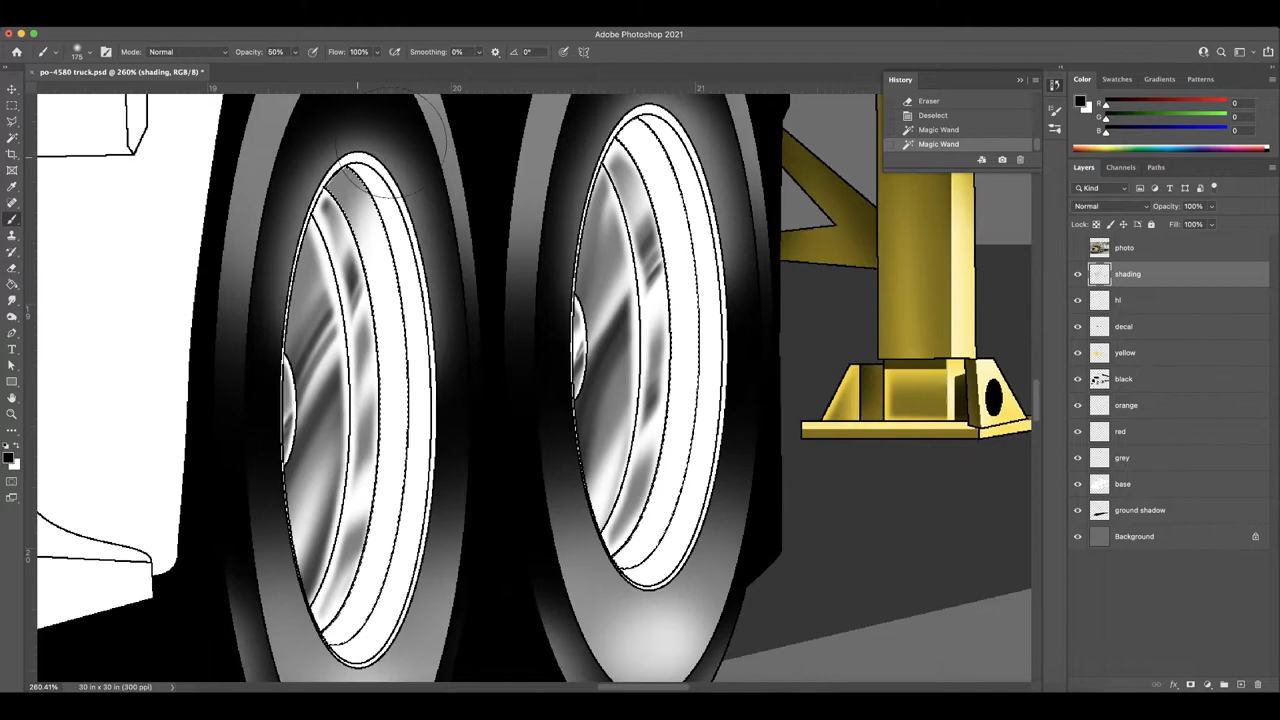 Adobe Photoshop 2021
175 Mode: Normal Opacity: 50% Flow: 100% Smoothing: 0% 0°
po-4580 truck.psd @ 260% (shading, RGB/8) *
19 20 21
History
Eraser
Deselect
Magic Wand
Magic Wand
Color Swatches Gradients Patterns
R 0
G 0
B 0
Layers Channels Paths
Kind
Normal Opacity: 100%
Lock: Fill: 100%
photo
shading
hl
decal
yellow
black
orange
red
grey
base
ground shadow
Background
260.41% 30 in x 30 in (300 ppi)